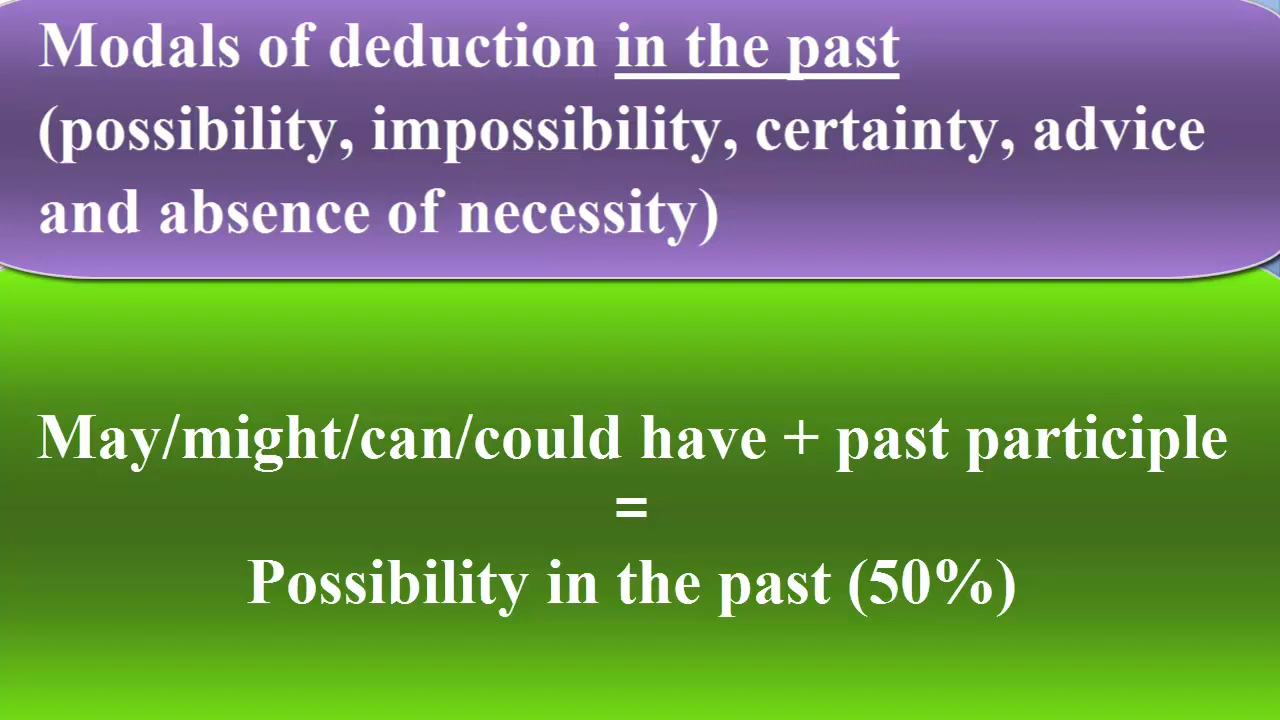 Modals of deduction in the past
(possibility, impossibility, certainty, advice
and absence of necessity)
May/might/can/could have + past participle
=
Possibility in the past (50%)